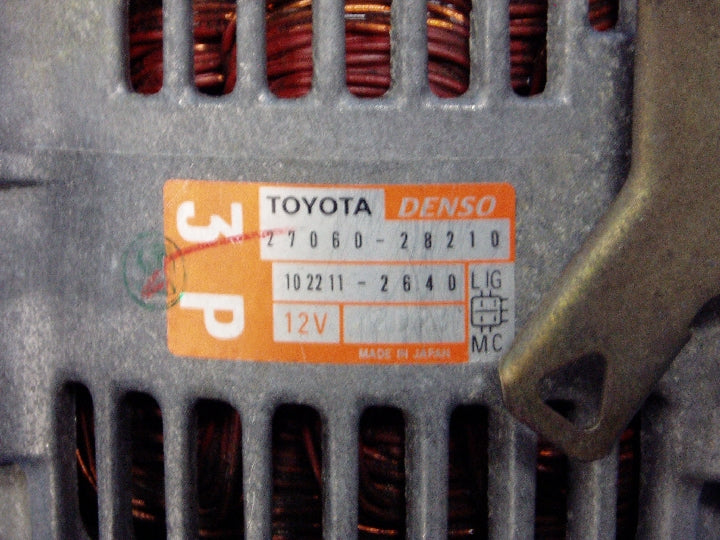 3P
TOYOTA DENSO
27060-28210
102211-2640
LIG
12V
MC
MADE IN JAPAN